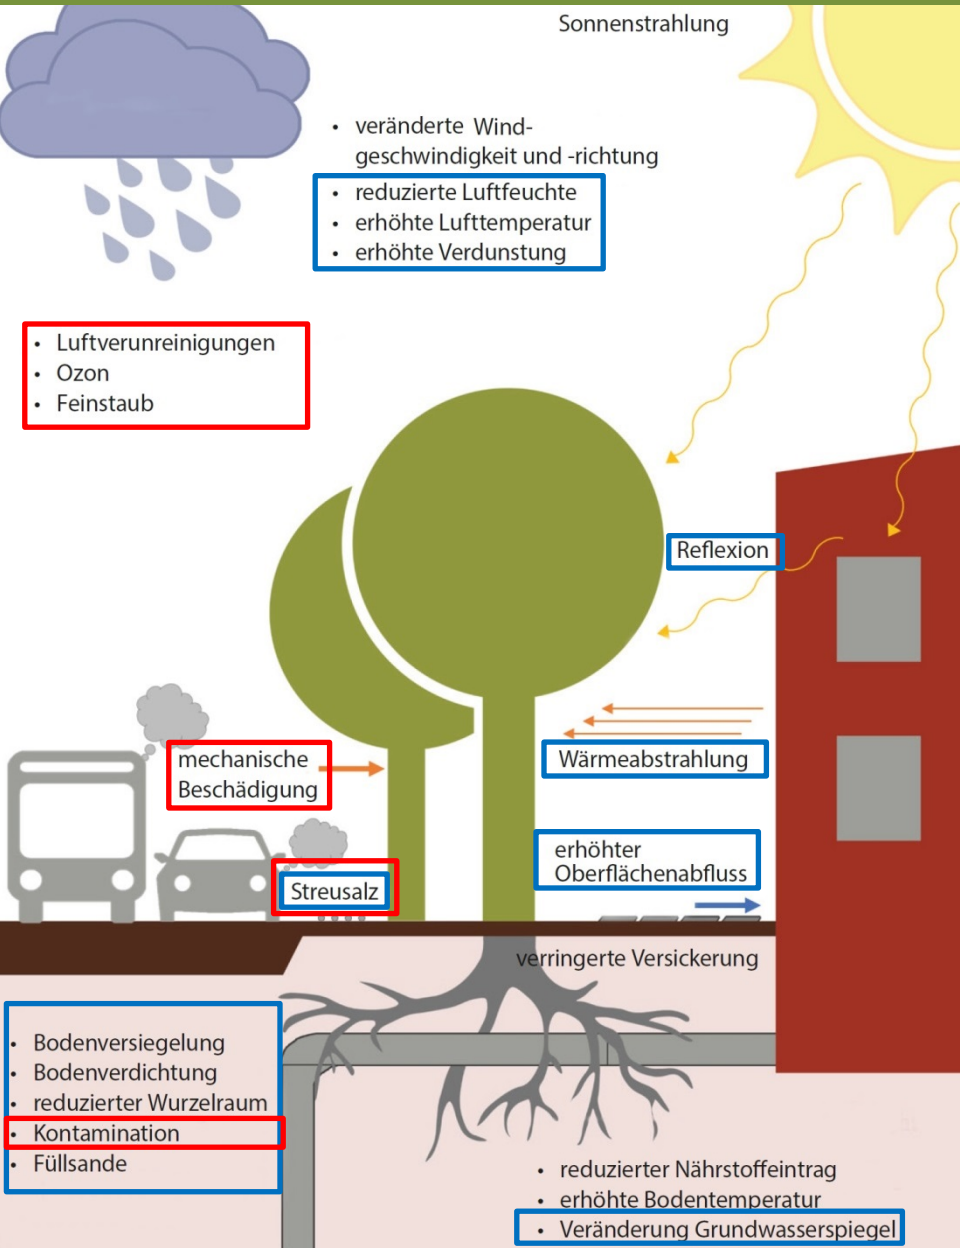 Sonnenstrahlung
• veränderte Wind-
geschwindigkeit und -richtung
• reduzierte Luftfeuchte
• erhöhte Lufttemperatur
• erhöhte Verdunstung
• Luftverunreinigungen
• Ozon
• Feinstaub
Reflexion
mechanische
Beschädigung
Wärmeabstrahlung
erhöhter
Oberflächenabfluss
Streusalz
verringerte Versickerung
• Bodenversiegelung
• Bodenverdichtung
• reduzierter Wurzelraum
• Kontamination
• Füllsande
• reduzierter Nährstoffeintrag
• erhöhte Bodentemperatur
• Veränderung Grundwasserspiegel